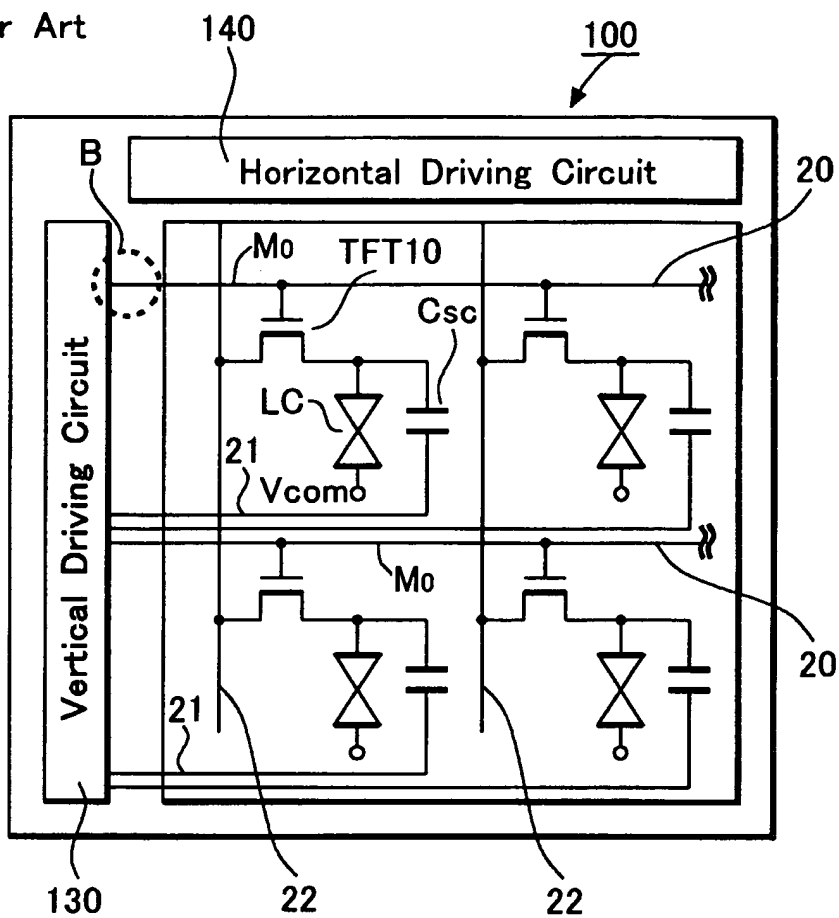 r Art
140
100
B
Horizontal Driving Circuit
20
M0
TFT10
Csc
LC
21
Vcom
Vertical Driving Circuit
M0
20
21
130
22
22